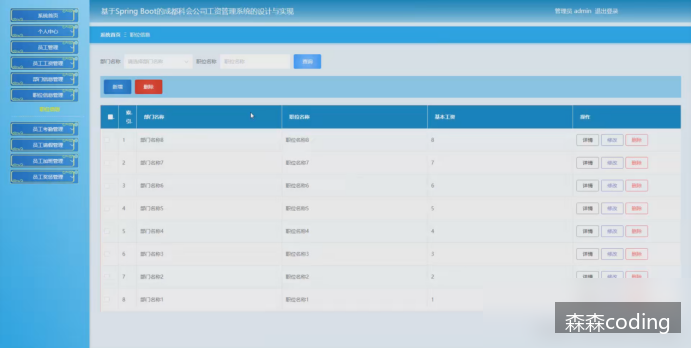 基于Spring Boot的成都科会公司工资管理系统的设计与实现
管理员 admin 退出登录
系统首页
个人中心
员工管理
员工工资管理
部门信息管理
职位信息管理
职位信息
员工考勤管理
员工请假管理
员工加班管理
员工奖惩管理
系统首页 职位信息
部门名称 职位名称 职位名称
新增 删除
部门名称 职位名称 基本工资 操作
1 部门名称8 职位名称8 8 详情 修改 删除
2 部门名称7 职位名称7 7 详情 修改 删除
3 部门名称6 职位名称6 6 详情 修改 删除
4 部门名称5 职位名称5 5 详情 修改 删除
5 部门名称4 职位名称4 4 详情 修改 删除
6 部门名称3 职位名称3 3 详情 修改 删除
7 部门名称2 职位名称2 2 详情 修改 删除
8 部门名称1 职位名称1 1
森森coding